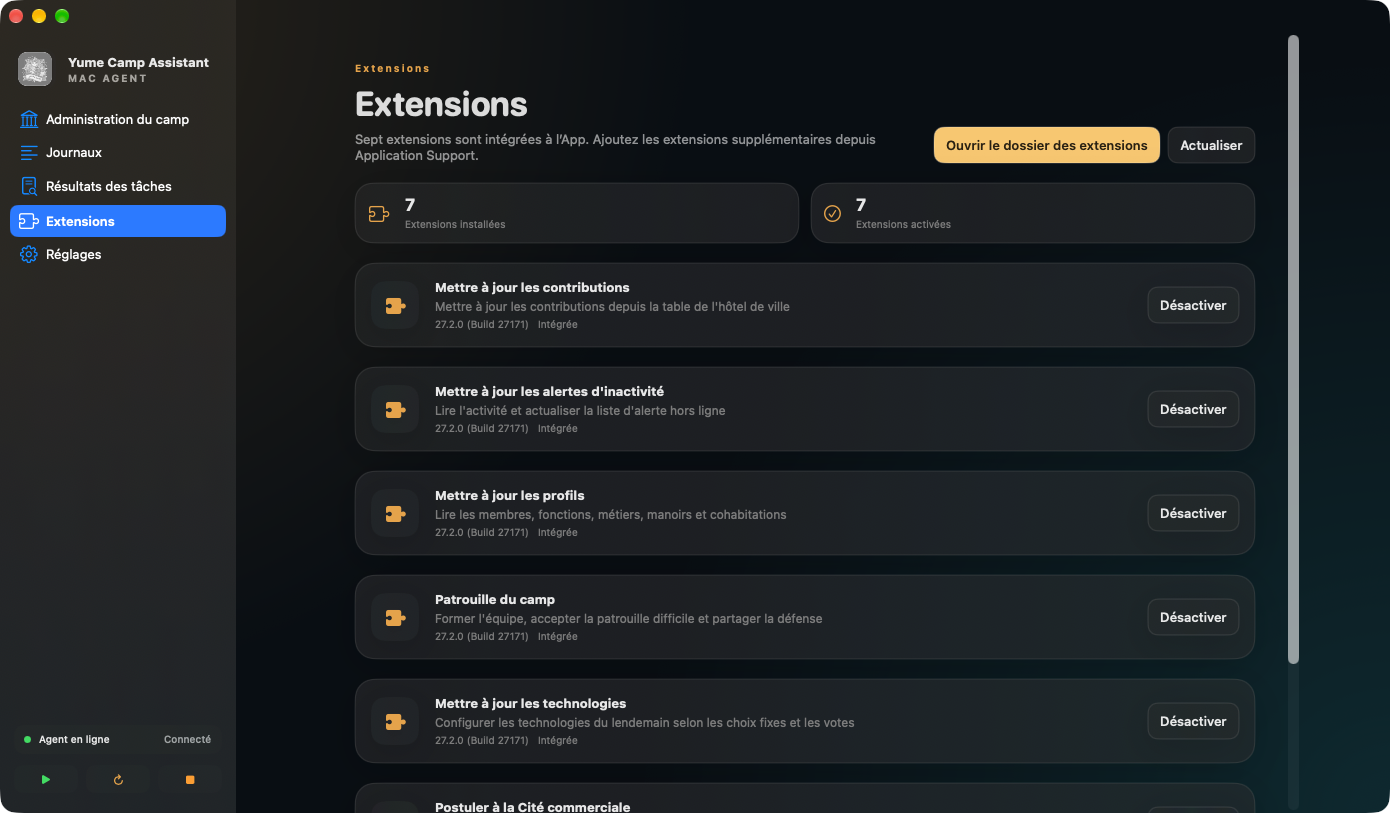 Yume Camp Assistant
MAC AGENT
Administration du camp
Journaux
Résultats des tâches
Extensions
Réglages
Agent en ligne
Connecté
Extensions
Extensions
Sept extensions sont intégrées à l'App. Ajoutez les extensions supplémentaires depuis
Application Support.
Ouvrir le dossier des extensions
Actualiser
7
Extensions installées
7
Extensions activées
Mettre à jour les contributions
Mettre à jour les contributions depuis la table de l'hôtel de ville
27.2.0 (Build 27171) Intégrée
Désactiver
Mettre à jour les alertes d'inactivité
Lire l'activité et actualiser la liste d'alerte hors ligne
27.2.0 (Build 27171) Intégrée
Désactiver
Mettre à jour les profils
Lire les membres, fonctions, métiers, manoirs et cohabitations
27.2.0 (Build 27171) Intégrée
Désactiver
Patrouille du camp
Former l'équipe, accepter la patrouille difficile et partager la défense
27.2.0 (Build 27171) Intégrée
Désactiver
Mettre à jour les technologies
Configurer les technologies du lendemain selon les choix fixes et les votes
27.2.0 (Build 27171) Intégrée
Désactiver
Postuler à la Cité commerciale